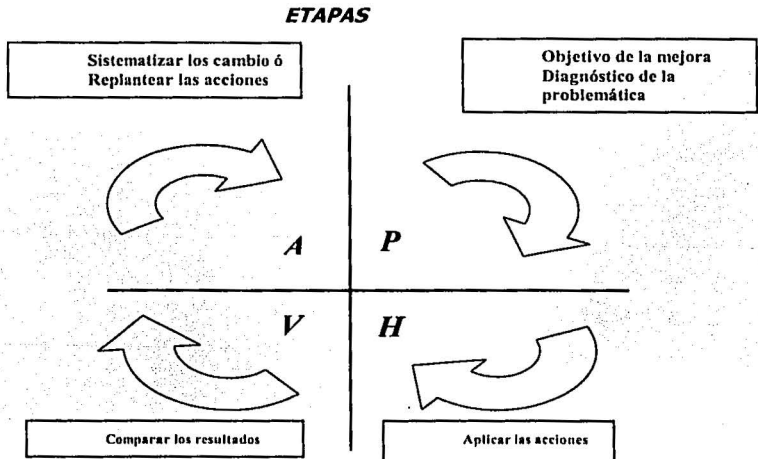 ETAPAS
Sistematizar los cambio ó
Replantear las acciones
Objetivo de la mejora
Diagnóstico de la
problemática
A
P
V
H
Comparar los resultados
Aplicar las acciones